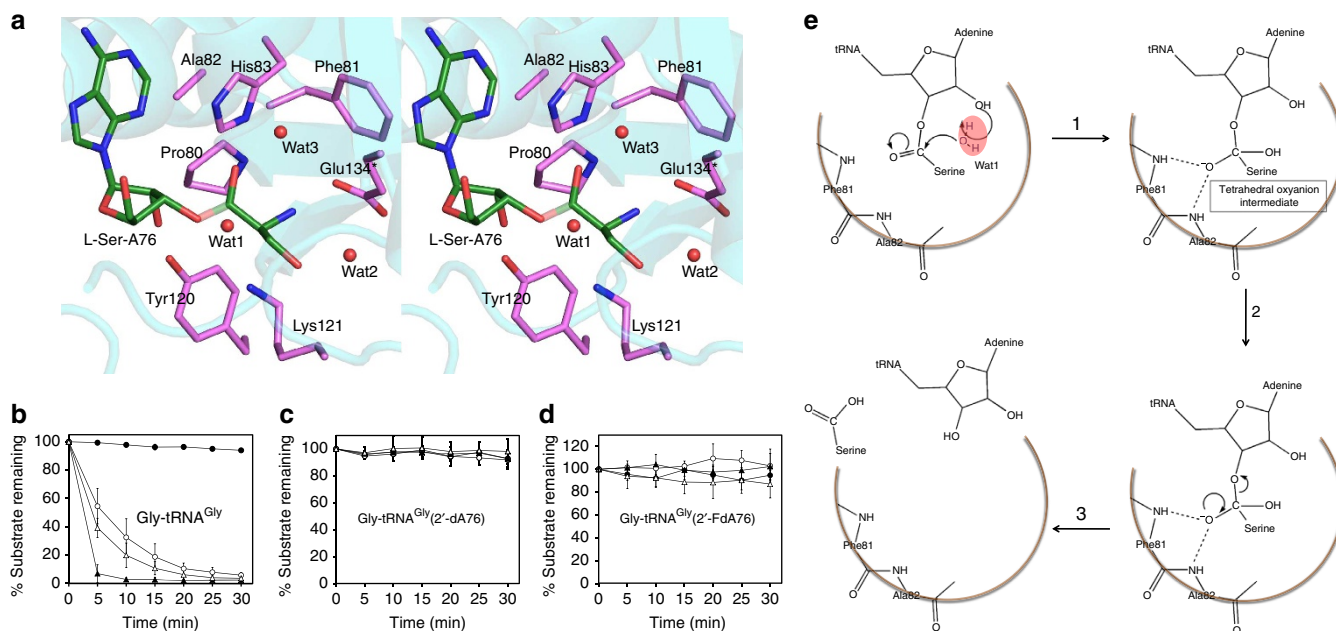 a
Ala82
His83
Phe81
Wat3
Pro80
Glu134*
L-Ser-A76
Wat1
Wat2
Tyr120
Lys121
Ala82
His83
Phe81
Wat3
Pro80
Glu134*
L-Ser-A76
Wat1
Wat2
Tyr120
Lys121
b
% Substrate remaining
100
80
60
40
20
0
Gly-tRNAGly
0 5 10 15 20 25 30
Time (min)
c
% Substrate remaining
100
80
60
40
20
0
Gly-tRNAGly(2′-dA76)
0 5 10 15 20 25 30
Time (min)
d
% Substrate remaining
120
100
80
60
40
20
0
Gly-tRNAGly(2′-FdA76)
0 5 10 15 20 25 30
Time (min)
e
Adenine
tRNA
O
OH
O
H
O
H
O
C
Serine
Wat1
NH
Phe81
O
NH
Ala82
O
1
Adenine
tRNA
O
OH
O
C
OH
O
Serine
Tetrahedral oxyanion
intermediate
NH
Phe81
O
NH
Ala82
O
2
Adenine
tRNA
O
OH
O
C
OH
-O
Serine
NH
Phe81
O
NH
Ala82
O
3
Adenine
tRNA
O
OH
HO
O
OH
C
Serine
NH
Phe81
O
NH
Ala82
O